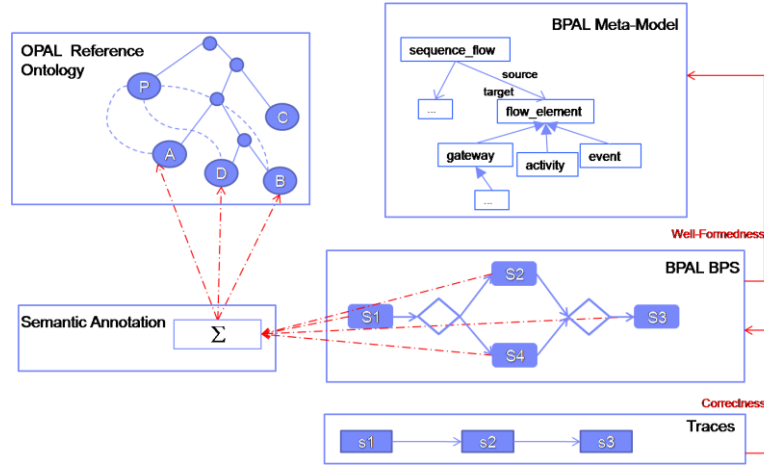 OPAL Reference
Ontology
P
C
A
D
B
BPAL Meta-Model
sequence_flow
source
target
...
flow_element
gateway
activity
event
...
Well-Formedness
BPAL BPS
S1
S2
S3
S4
Semantic Annotation
Σ
Correctness
Traces
s1
s2
s3